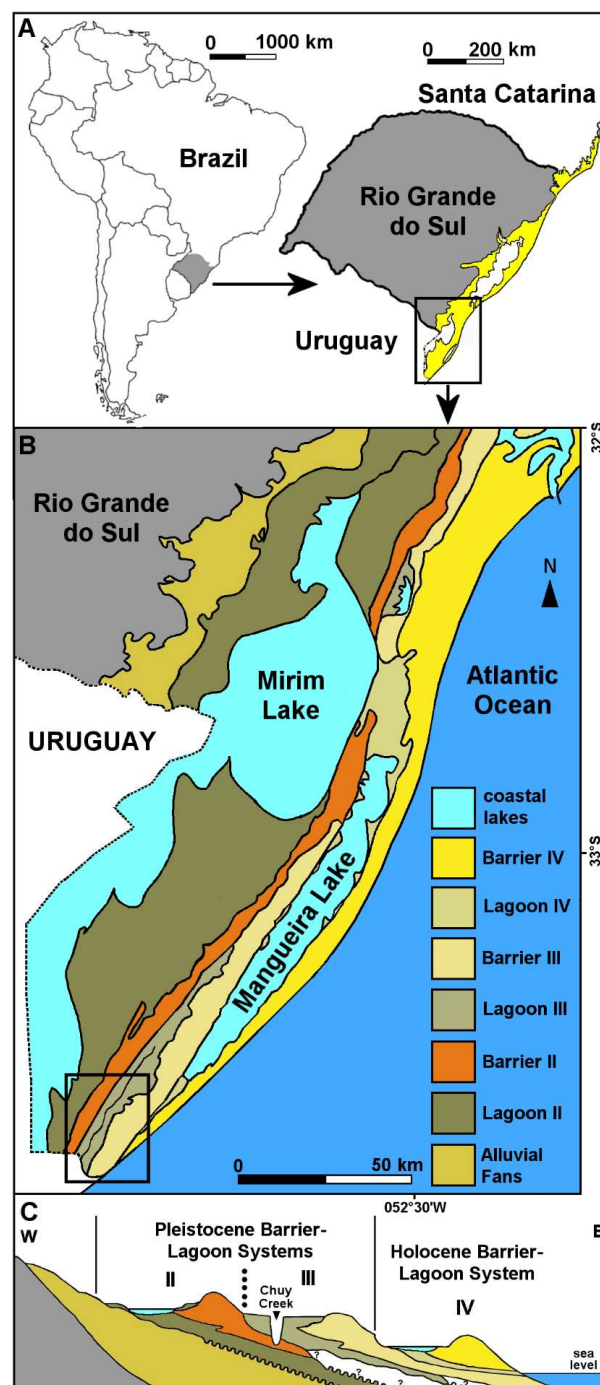 A
0 1000 km
0 200 km
Santa Catarina
Brazil
Rio Grande
do Sul
Uruguay
B
32°S
Rio Grande
do Sul
N
Mirim
Lake
Atlantic
Ocean
URUGUAY
coastal
lakes
Barrier IV
33°S
Lagoon IV
Mangueira Lake
Barrier III
Lagoon III
Barrier II
Lagoon II
Alluvial
Fans
0 50 km
052°30'W
C
W
E
Pleistocene Barrier-
Lagoon Systems
Holocene Barrier-
Lagoon System
II
III
IV
Chuy
Creek
sea
level
?
?
?
?